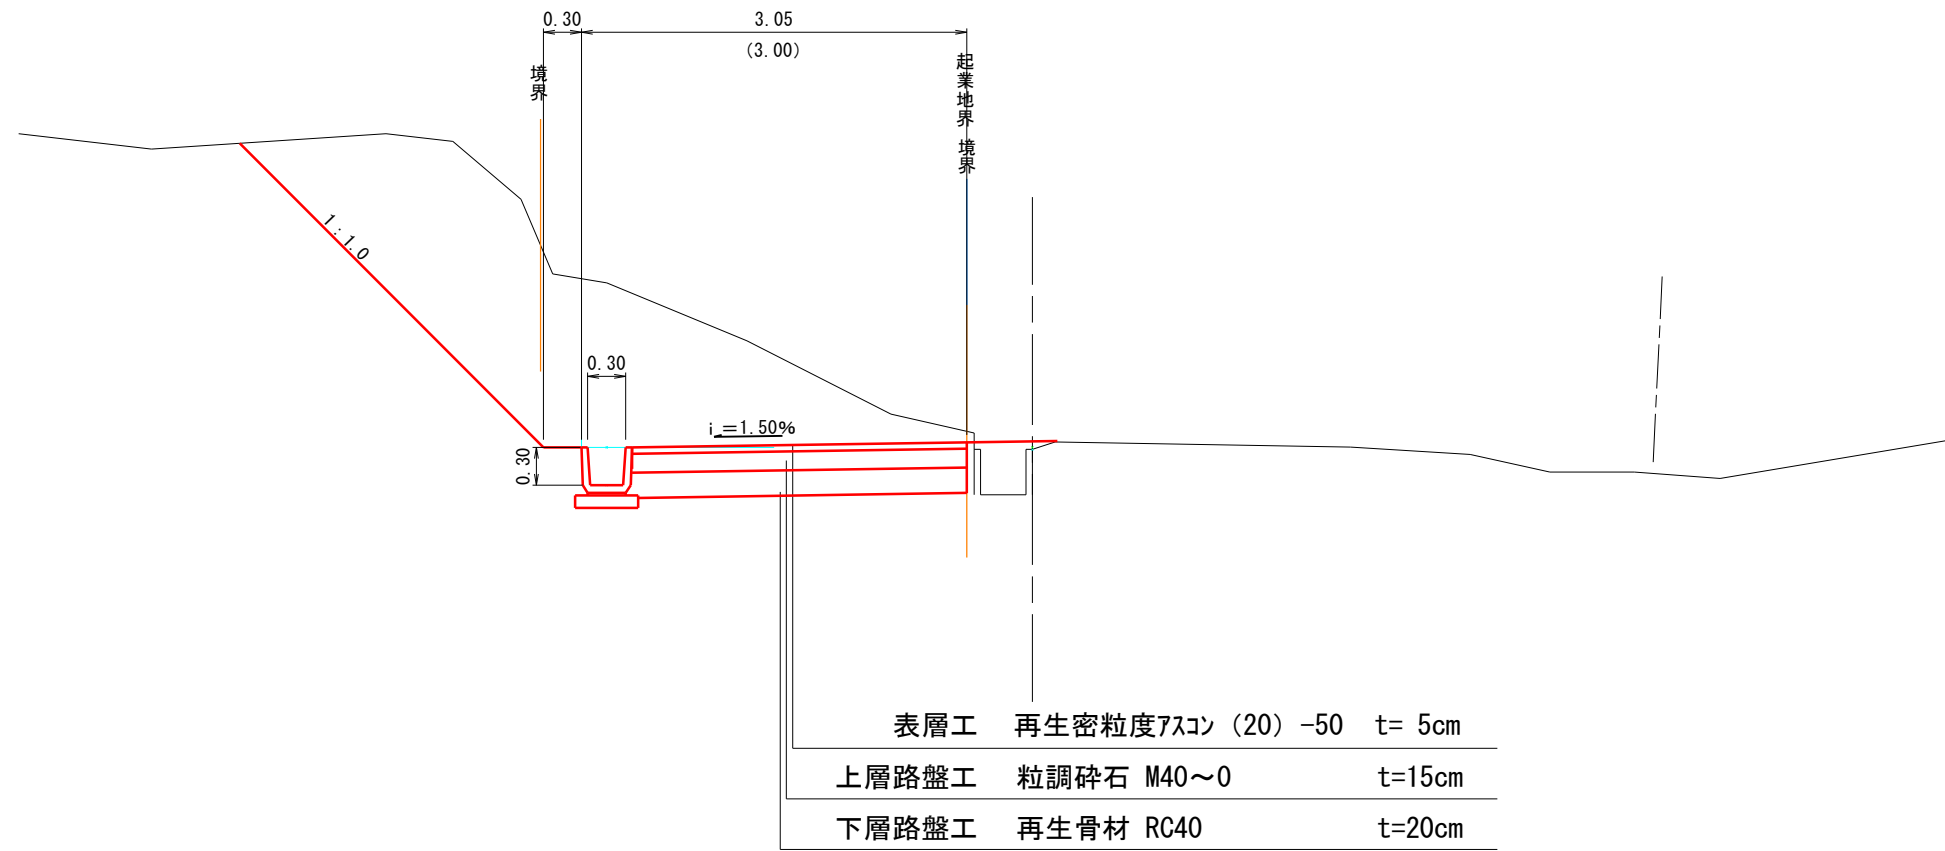 0.30
3.05
(3.00)
境界
起業地界 境界
1:1.0
0.30
i=1.50%
0.30
表層工 再生密粒度ｱｽｺﾝ (20) -50 t= 5cm
上層路盤工 粒調砕石 M40～0 t=15cm
下層路盤工 再生骨材 RC40 t=20cm